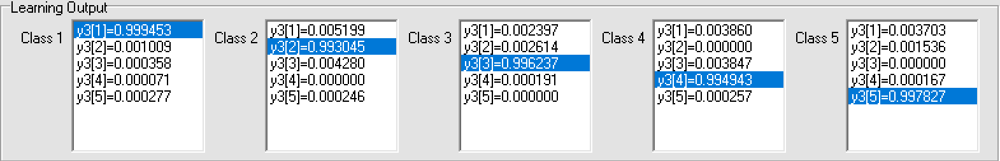 Learning Output
Class 1
y3[1]=0.999453
y3[2]=0.001009
y3[3]=0.000358
y3[4]=0.000071
y3[5]=0.000277
Class 2
y3[1]=0.005199
y3[2]=0.993045
y3[3]=0.004280
y3[4]=0.000000
y3[5]=0.000246
Class 3
y3[1]=0.002397
y3[2]=0.002614
y3[3]=0.996237
y3[4]=0.000191
y3[5]=0.000000
Class 4
y3[1]=0.003860
y3[2]=0.000000
y3[3]=0.003847
y3[4]=0.994943
y3[5]=0.000257
Class 5
y3[1]=0.003703
y3[2]=0.001536
y3[3]=0.000000
y3[4]=0.000167
y3[5]=0.997827